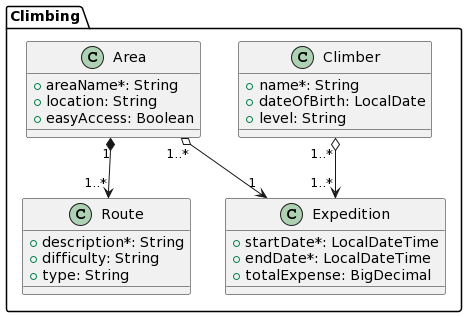 Climbing
C Area
+ areaName*: String
+ location: String
+ easyAccess: Boolean
C Climber
+ name*: String
+ dateOfBirth: LocalDate
+ level: String
1
1..*
1..*
1..*
1
1..*
C Route
+ description*: String
+ difficulty: String
+ type: String
C Expedition
+ startDate*: LocalDateTime
+ endDate*: LocalDateTime
+ totalExpense: BigDecimal